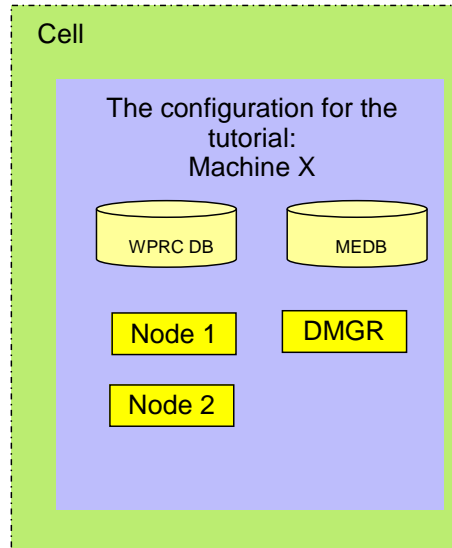 Cell
The configuration for the
tutorial:
Machine X
WPRC DB
MEDB
Node 1
DMGR
Node 2